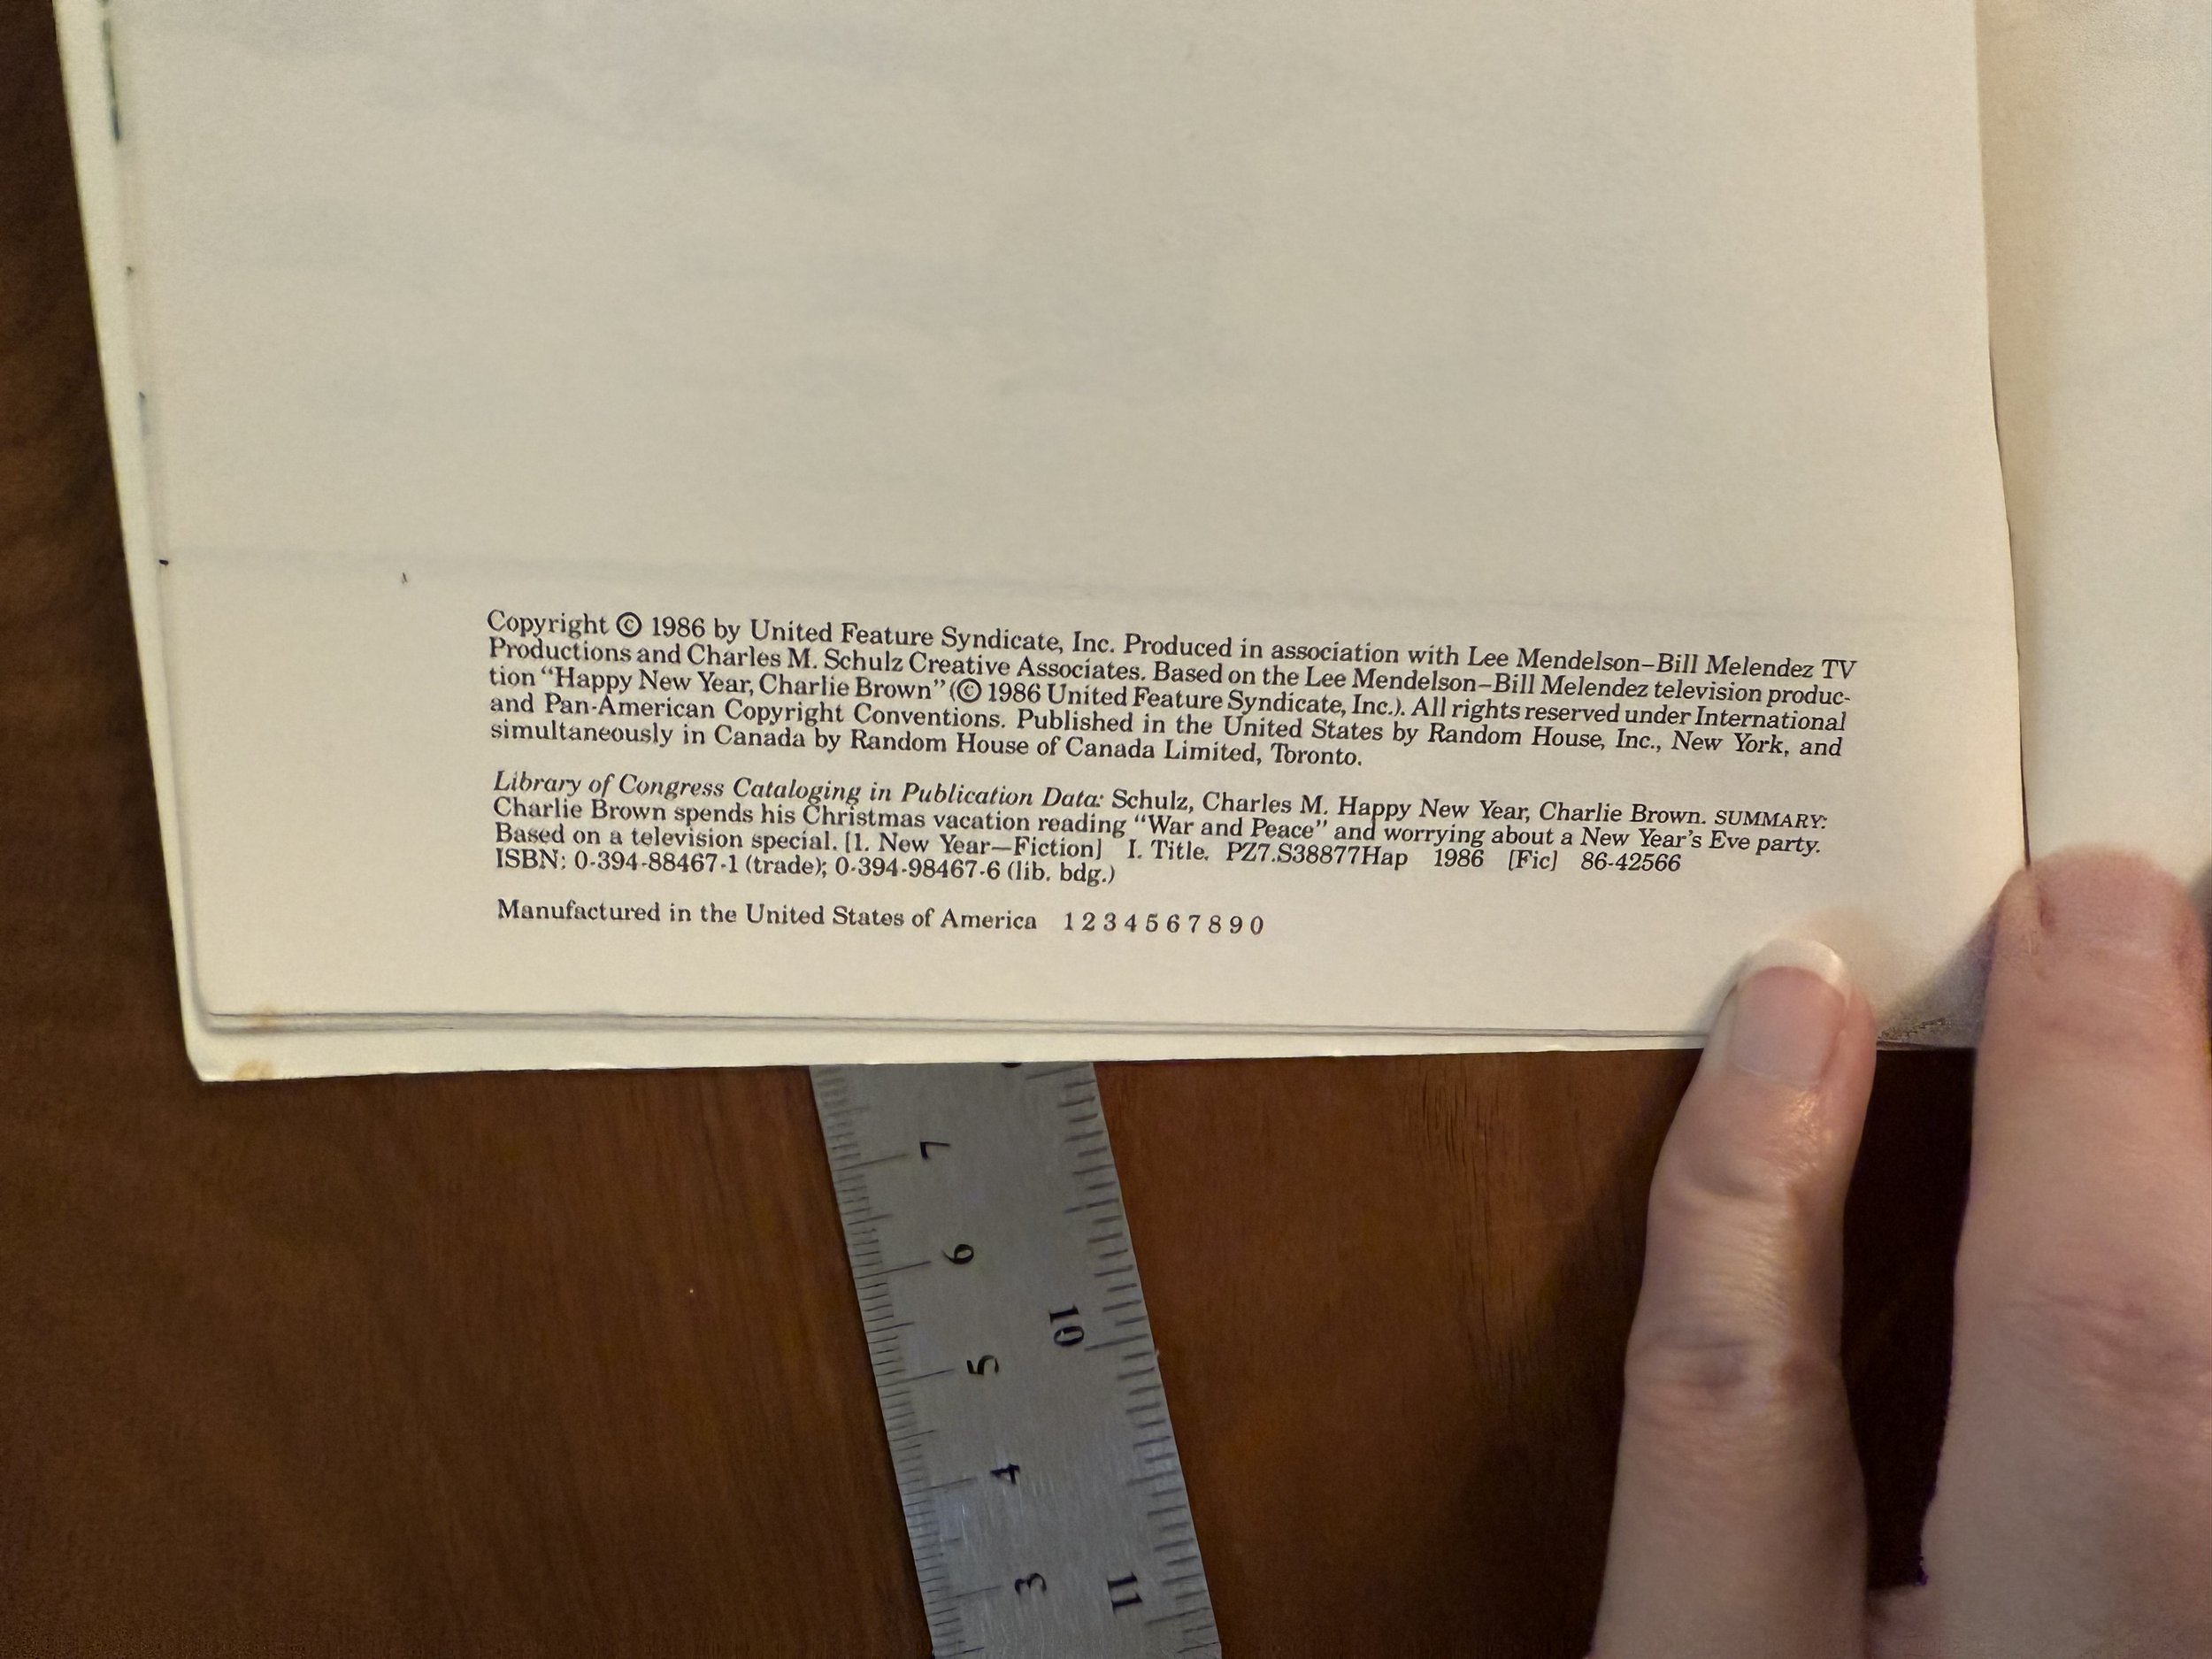 Copyright © 1986 by United Feature Syndicate, Inc. Produced in association with Lee Mendelson–Bill Melendez TV
Productions and Charles M. Schulz Creative Associates. Based on the Lee Mendelson–Bill Melendez television produc-
tion “Happy New Year, Charlie Brown” (© 1986 United Feature Syndicate, Inc.). All rights reserved under International
and Pan-American Copyright Conventions. Published in the United States by Random House, Inc., New York, and
simultaneously in Canada by Random House of Canada Limited, Toronto.
Library of Congress Cataloging in Publication Data: Schulz, Charles M. Happy New Year, Charlie Brown. SUMMARY:
Charlie Brown spends his Christmas vacation reading “War and Peace” and worrying about a New Year’s Eve party.
Based on a television special. [1. New Year—Fiction] I. Title. PZ7.S38877Hap 1986 [Fic] 86-42566
ISBN: 0-394-88467-1 (trade); 0-394-98467-6 (lib. bdg.)
Manufactured in the United States of America 1 2 3 4 5 6 7 8 9 0
7
6
10
5
4
3
11